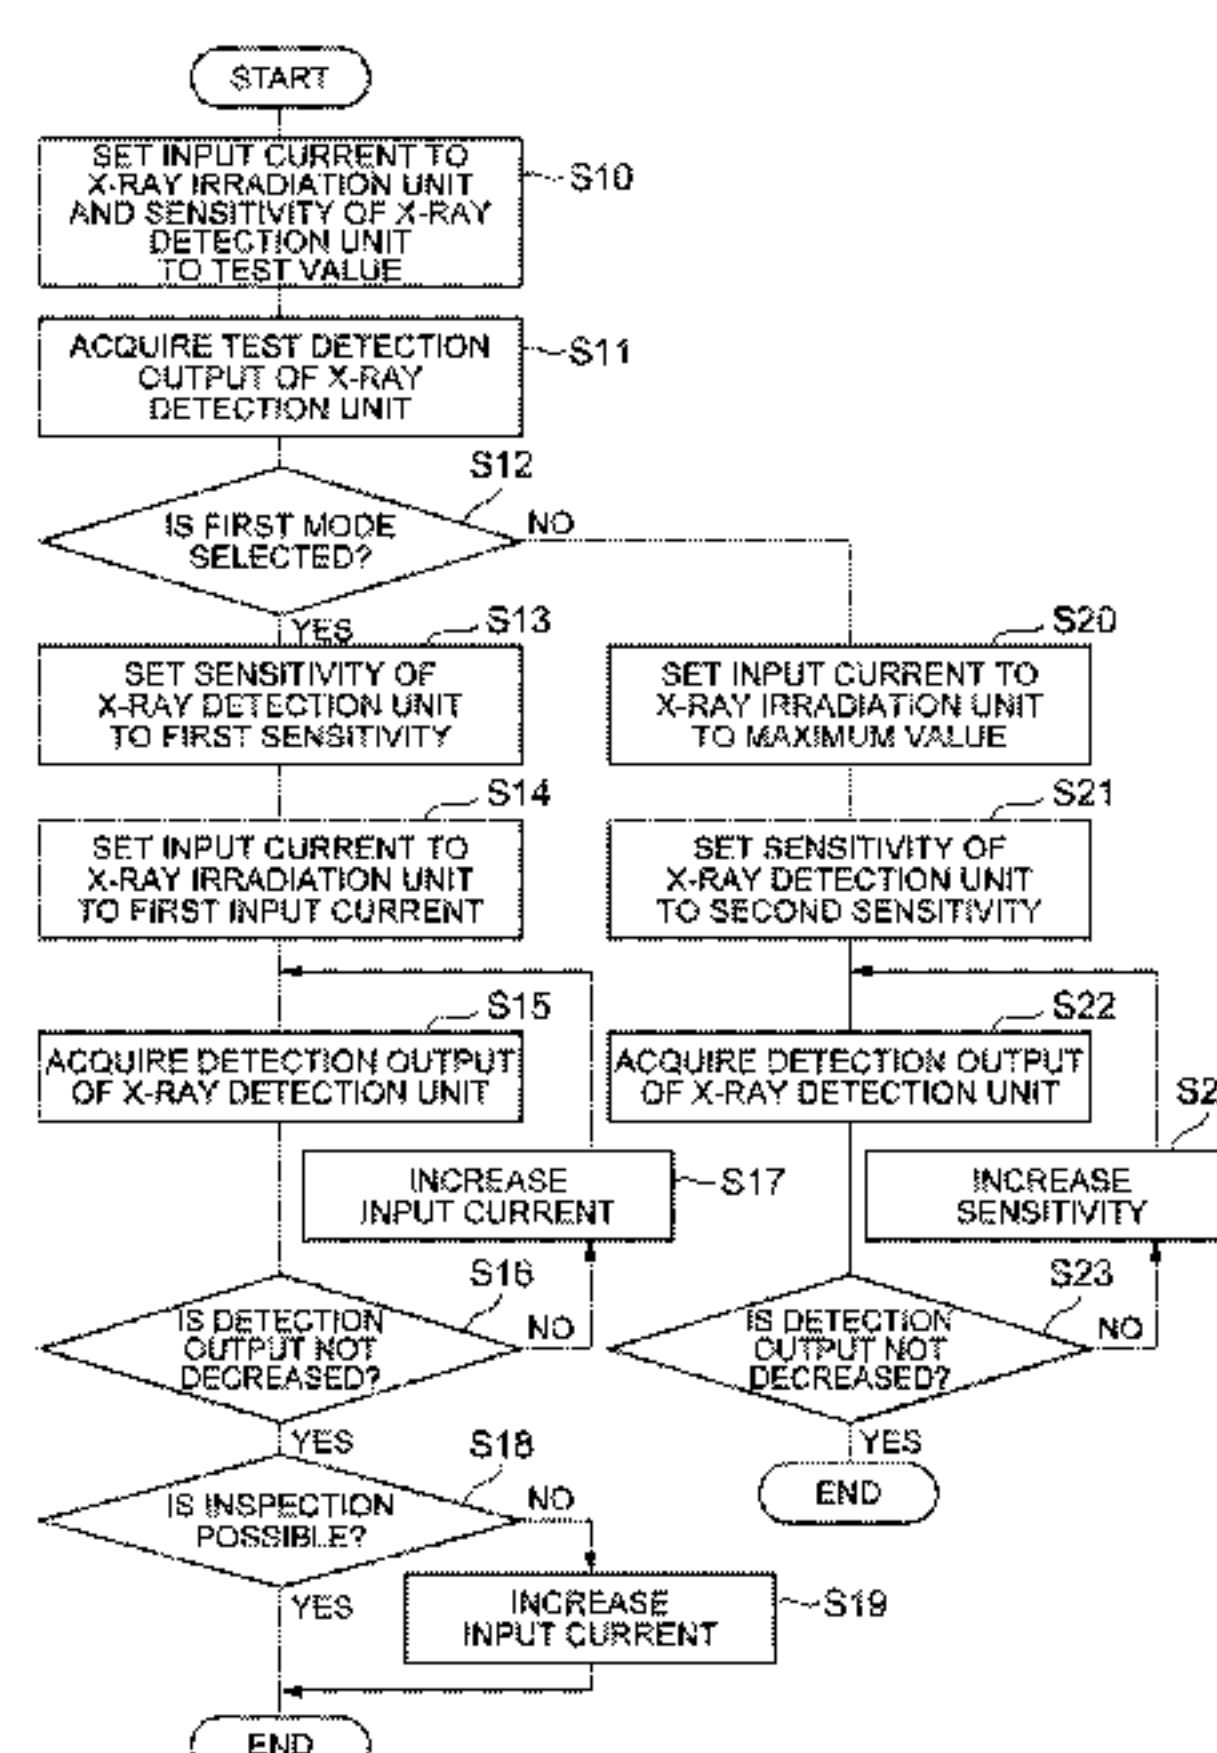 START
SET INPUT CURRENT TO
X-RAY IRRADIATION UNIT
AND SENSITIVITY OF X-RAY
DETECTION UNIT
TO TEST VALUE
S10
ACQUIRE TEST DETECTION
OUTPUT OF X-RAY
DETECTION UNIT
S11
S12
IS FIRST MODE
SELECTED?
NO
YES
S13
SET SENSITIVITY OF
X-RAY DETECTION UNIT
TO FIRST SENSITIVITY
S20
SET INPUT CURRENT TO
X-RAY IRRADIATION UNIT
TO MAXIMUM VALUE
S14
SET INPUT CURRENT TO
X-RAY IRRADIATION UNIT
TO FIRST INPUT CURRENT
S21
SET SENSITIVITY OF
X-RAY DETECTION UNIT
TO SECOND SENSITIVITY
S15
ACQUIRE DETECTION OUTPUT
OF X-RAY DETECTION UNIT
S22
ACQUIRE DETECTION OUTPUT
OF X-RAY DETECTION UNIT
INCREASE
INPUT CURRENT
S17
INCREASE
SENSITIVITY
S16
IS DETECTION
OUTPUT NOT
DECREASED?
NO
S23
IS DETECTION
OUTPUT NOT
DECREASED?
NO
YES
YES
END
S18
IS INSPECTION
POSSIBLE?
NO
YES
INCREASE
INPUT CURRENT
S19
END